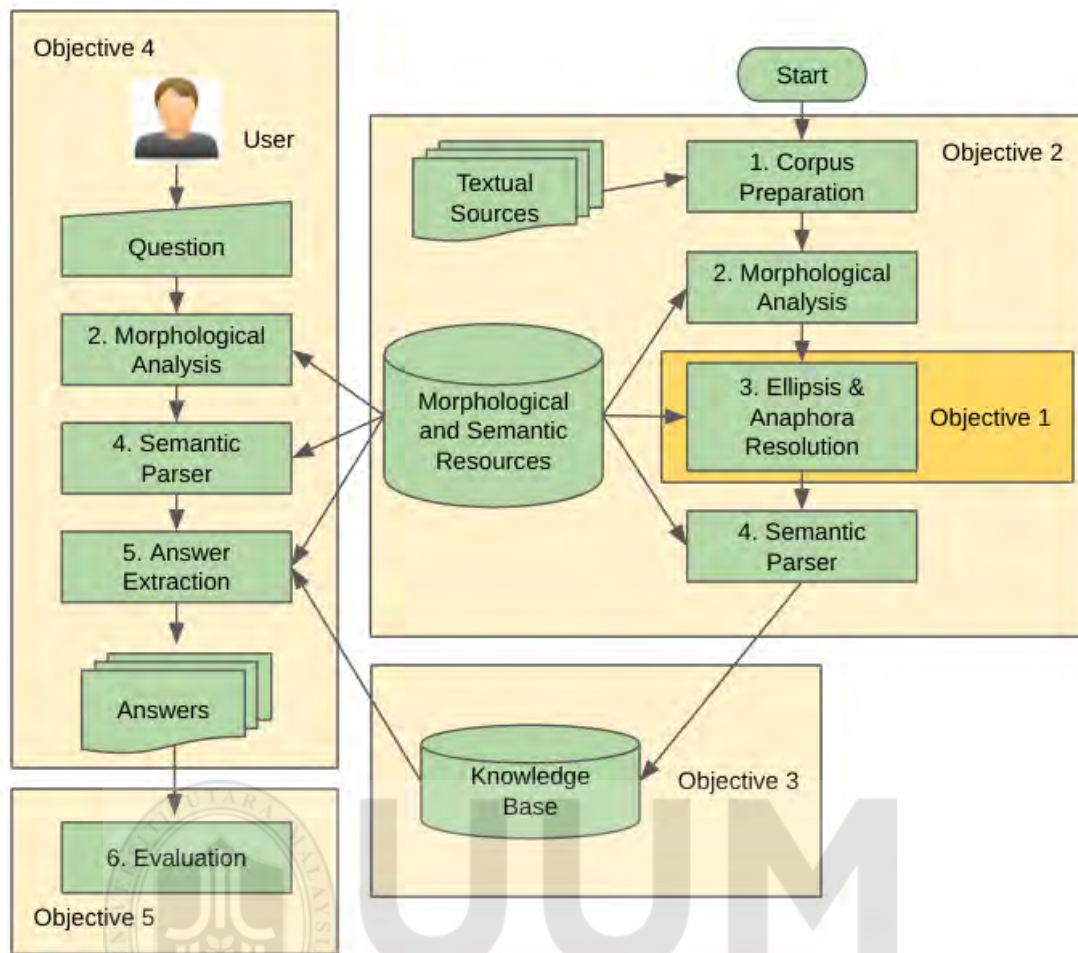 Objective 4
User
Question
2. Morphological
Analysis
4. Semantic
Parser
5. Answer
Extraction
Answers
6. Evaluation
Objective 5
Start
Objective 2
Textual
Sources
1. Corpus
Preparation
2. Morphological
Analysis
Morphological
and Semantic
Resources
3. Ellipsis &
Anaphora
Resolution
Objective 1
4. Semantic
Parser
Knowledge
Base
Objective 3
UUM
UTARA MALAYSIA